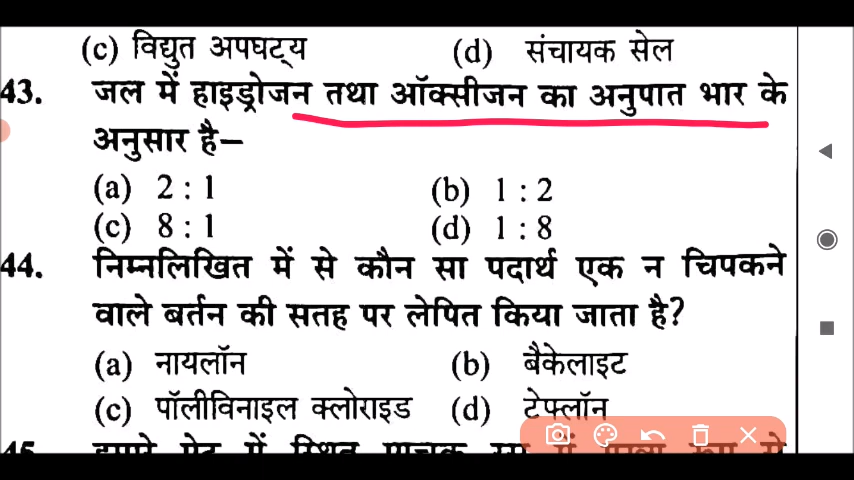 (c) विद्युत अपघट्य (d) संचायक सेल
43. जल में हाइड्रोजन तथा ऑक्सीजन का अनुपात भार के
अनुसार है–
(a) 2 : 1 (b) 1 : 2
(c) 8 : 1 (d) 1 : 8
44. निम्नलिखित में से कौन सा पदार्थ एक न चिपकने
वाले बर्तन की सतह पर लेपित किया जाता है?
(a) नायलॉन (b) बैकेलाइट
(c) पॉलीविनाइल क्लोराइड (d) टेफ्लॉन